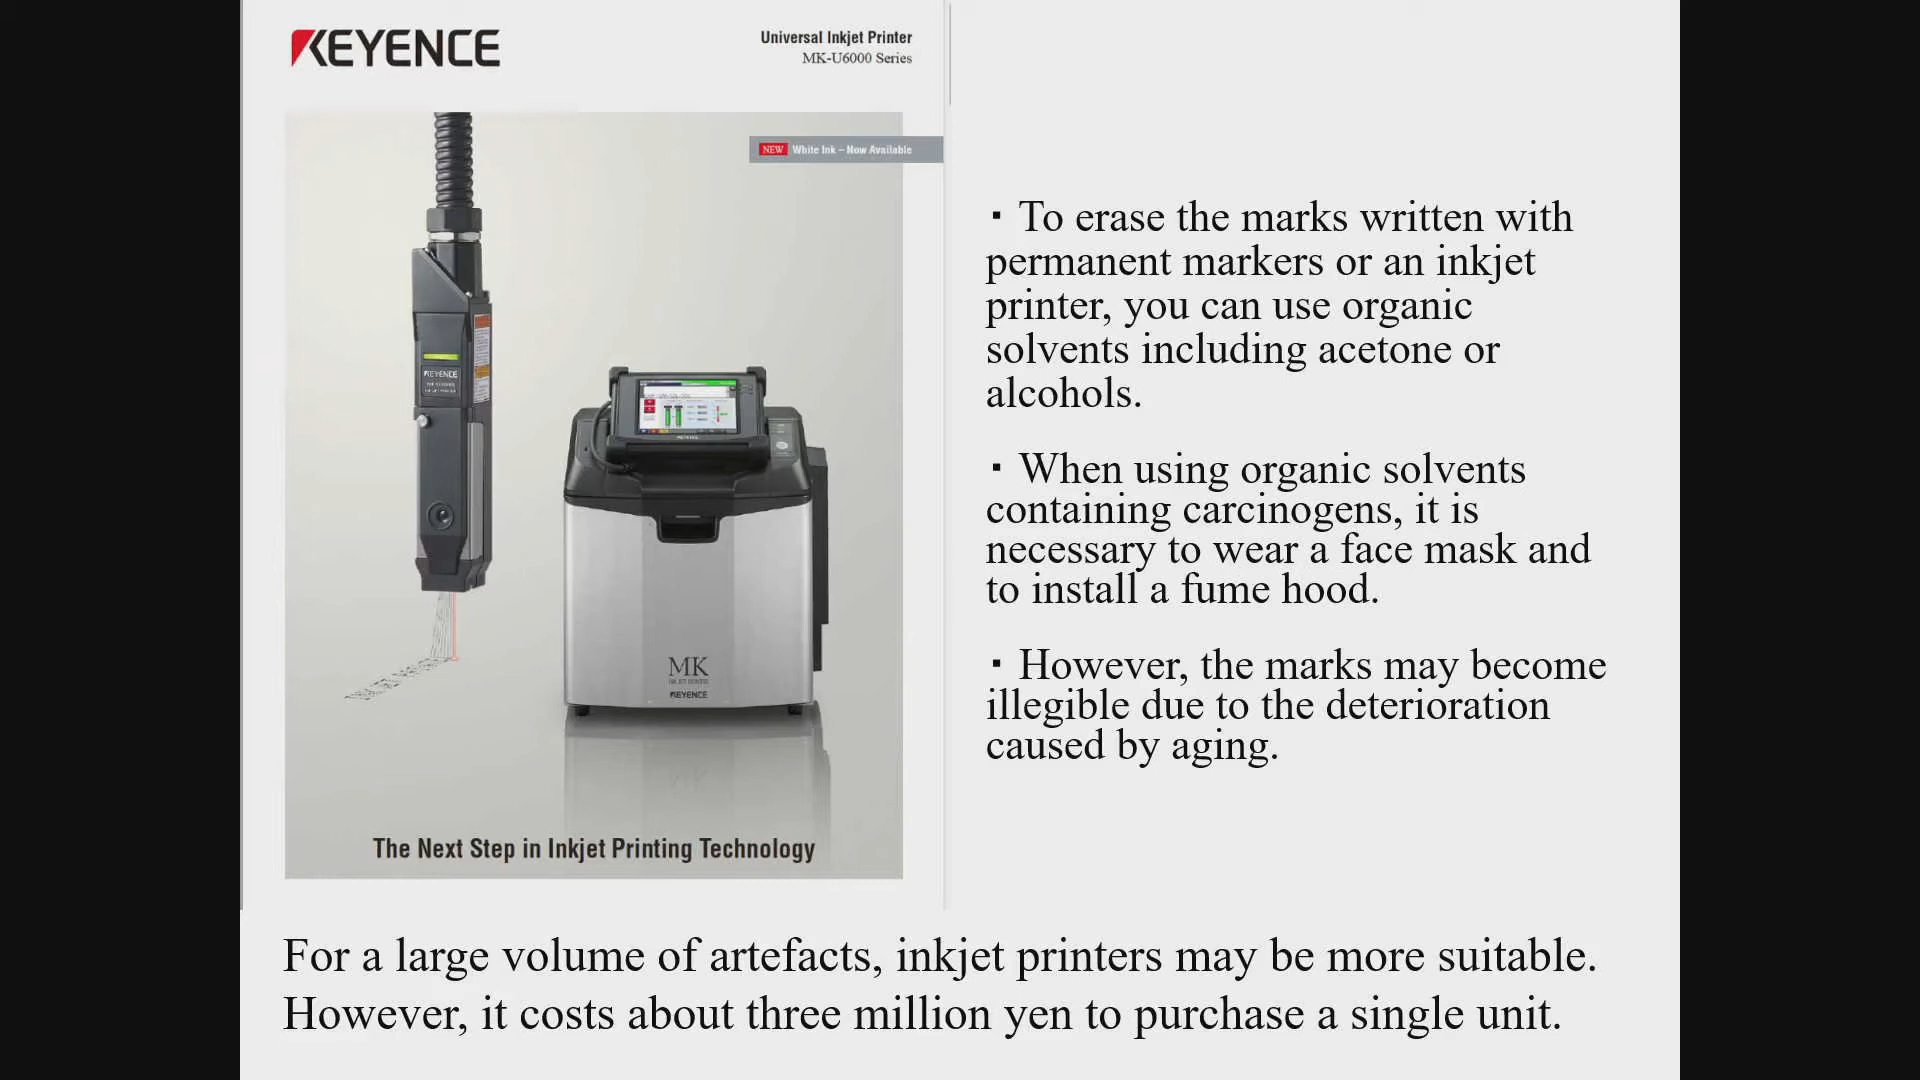 KEYENCE
Universal Inkjet Printer
MK-U6000 Series
NEW White Ink – Now Available
KEYENCE
KEYENCE
MK
INK JET PRINTER
KEYENCE
The Next Step in Inkjet Printing Technology
・To erase the marks written with
permanent markers or an inkjet
printer, you can use organic
solvents including acetone or
alcohols.
・When using organic solvents
containing carcinogens, it is
necessary to wear a face mask and
to install a fume hood.
・However, the marks may become
illegible due to the deterioration
caused by aging.
For a large volume of artefacts, inkjet printers may be more suitable.
However, it costs about three million yen to purchase a single unit.